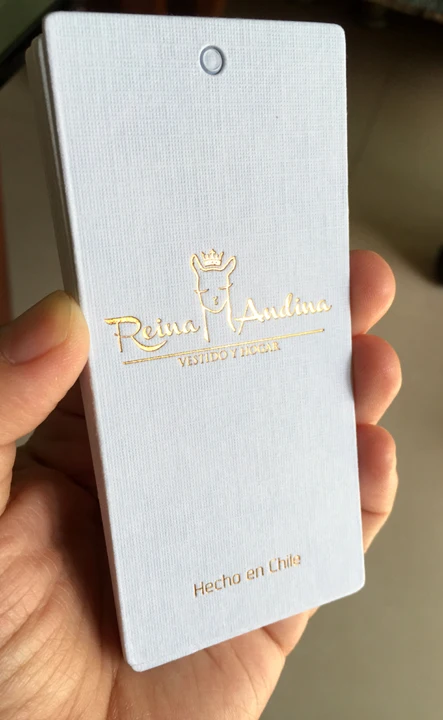 Reina Andina
VESTIDO Y HOGAR
Hecho en Chile